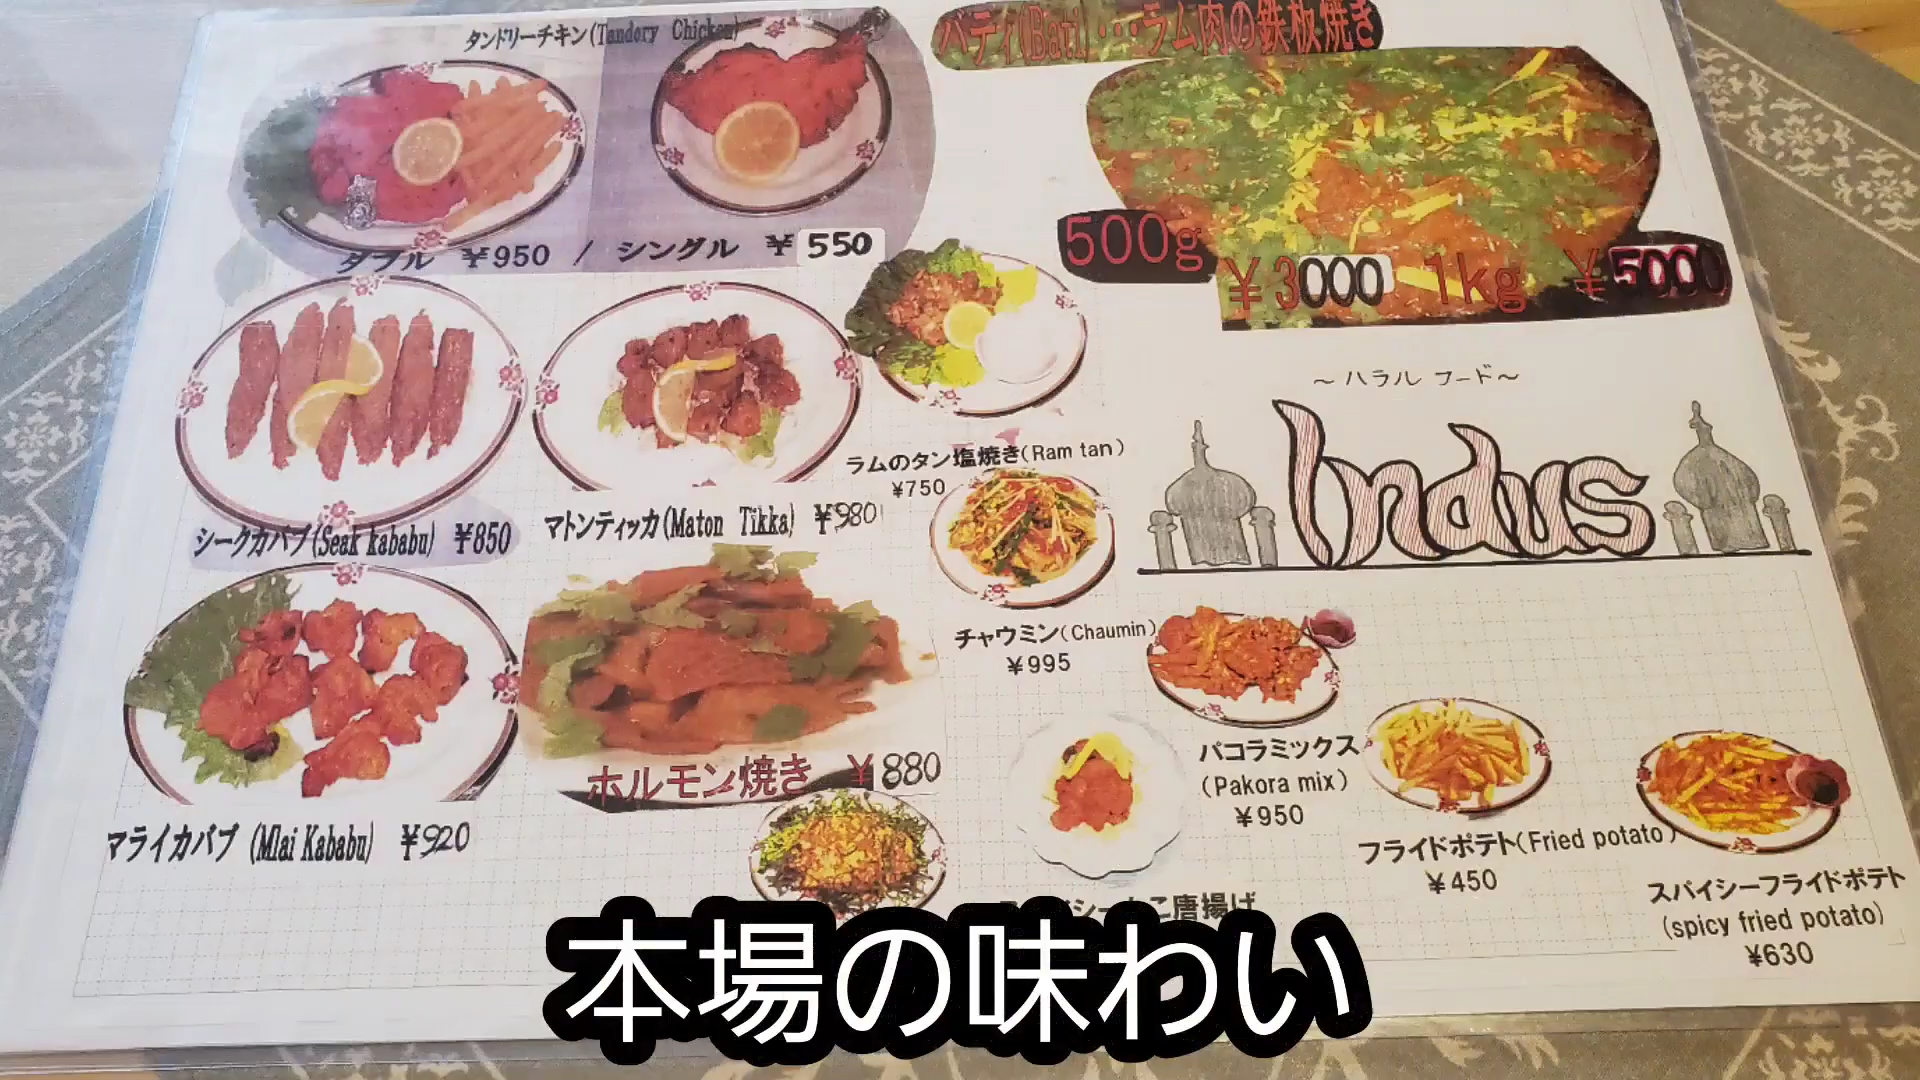 タンドリーチキン(Tandory Chicken)
ダブル ¥950 / シングル ¥550
バティ(Bati)・・・ラム肉の鉄板焼き
500g ¥3000 1kg ¥5000
～ハラル フード～
Indus
シークカバブ(Seak kababu) ¥850
マトンティッカ(Maton Tikka) ¥980
ラムのタン塩焼き(Ram tan)
¥750
チャウミン(Chaumin)
¥995
マライカバブ (Mlai Kababu) ¥920
ホルモン焼き ¥880
パコラミックス
(Pakora mix)
¥950
フライドポテト(Fried potato)
¥450
スパイシーフライドポテト
(spicy fried potato)
¥630
唐揚げ
本場の味わい